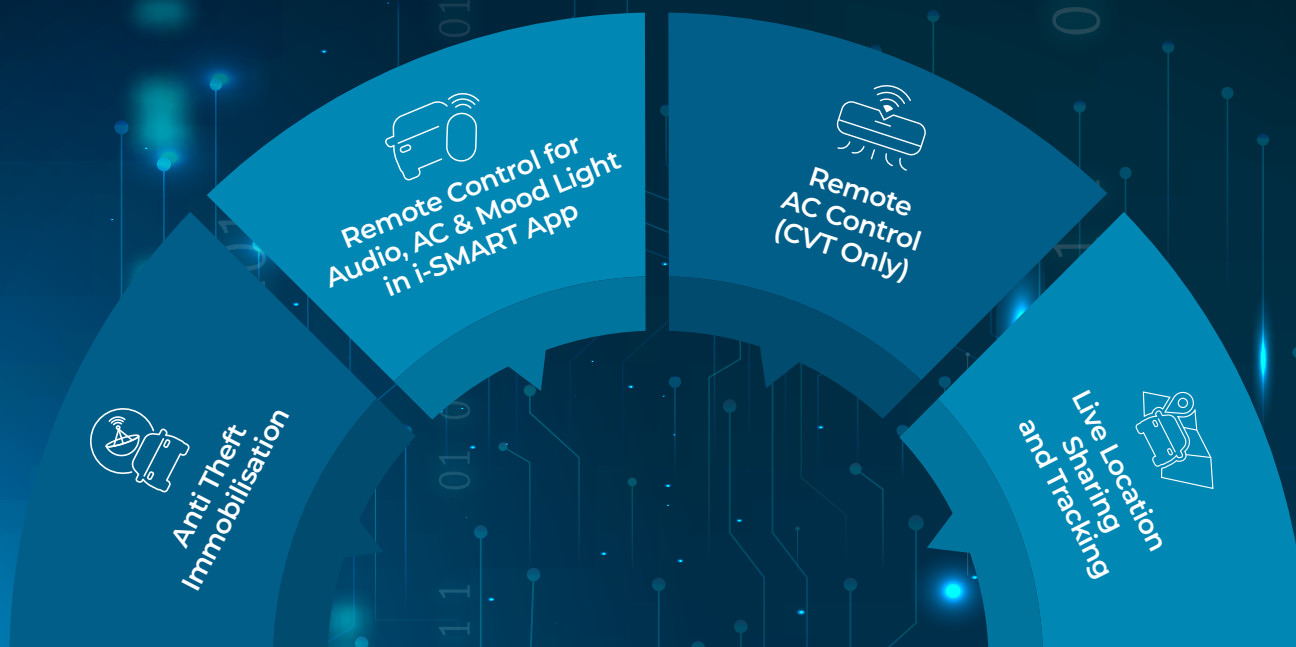 Anti Theft
Immobilisation
Remote Control for
Audio, AC & Mood Light
in i-SMART App
Remote
AC Control
(CVT Only)
Live Location
Sharing
and Tracking